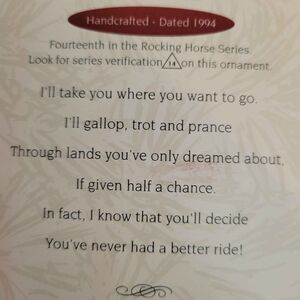 Handcrafted · Dated 1994
Fourteenth in the Rocking Horse Series.
Look for series verification 14 on this ornament.
I'll take you where you want to go.
I'll gallop, trot and prance
Through lands you've only dreamed about,
If given half a chance.
In fact, I know that you'll decide
You've never had a better ride!